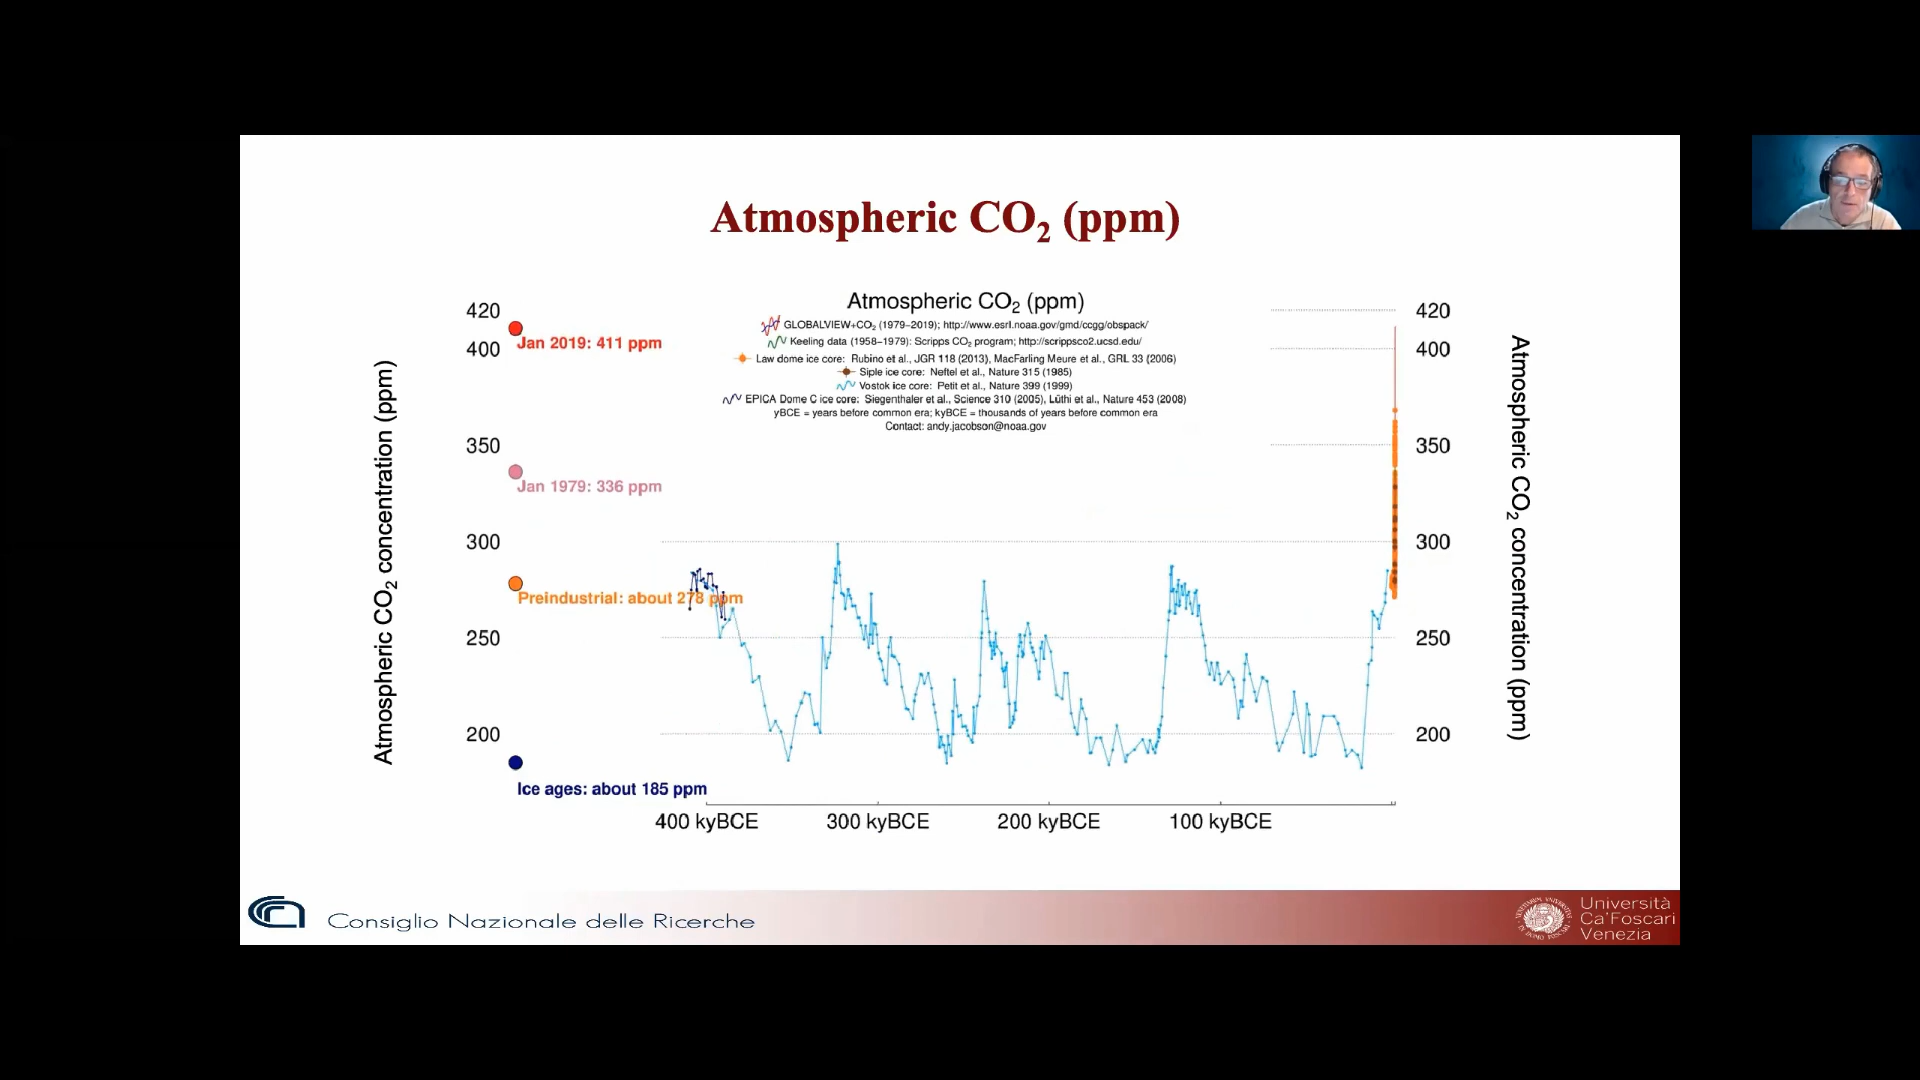 Atmospheric CO₂ (ppm)
Atmospheric CO₂ (ppm)
GLOBALVIEW+CO₂ (1979–2019); http://www.esrl.noaa.gov/gmd/ccgg/obspack/
Keeling data (1958–1979): Scripps CO₂ program; http://scrippsco2.ucsd.edu/
Law dome ice core: Rubino et al., JGR 118 (2013), MacFarling Meure et al., GRL 33 (2006)
Siple ice core: Neftel et al., Nature 315 (1985)
Vostok ice core: Petit et al., Nature 399 (1999)
EPICA Dome C ice core: Siegenthaler et al., Science 310 (2005), Lüthi et al., Nature 453 (2008)
yBCE = years before common era; kyBCE = thousands of years before common era
Contact: andy.jacobson@noaa.gov
Atmospheric CO₂ concentration (ppm)
420
400
350
300
250
200
Jan 2019: 411 ppm
Jan 1979: 336 ppm
Preindustrial: about 278 ppm
Ice ages: about 185 ppm
400 kyBCE
300 kyBCE
200 kyBCE
100 kyBCE
420
400
350
300
250
200
Atmospheric CO₂ concentration (ppm)
Consiglio Nazionale delle Ricerche
Università
Ca'Foscari
Venezia